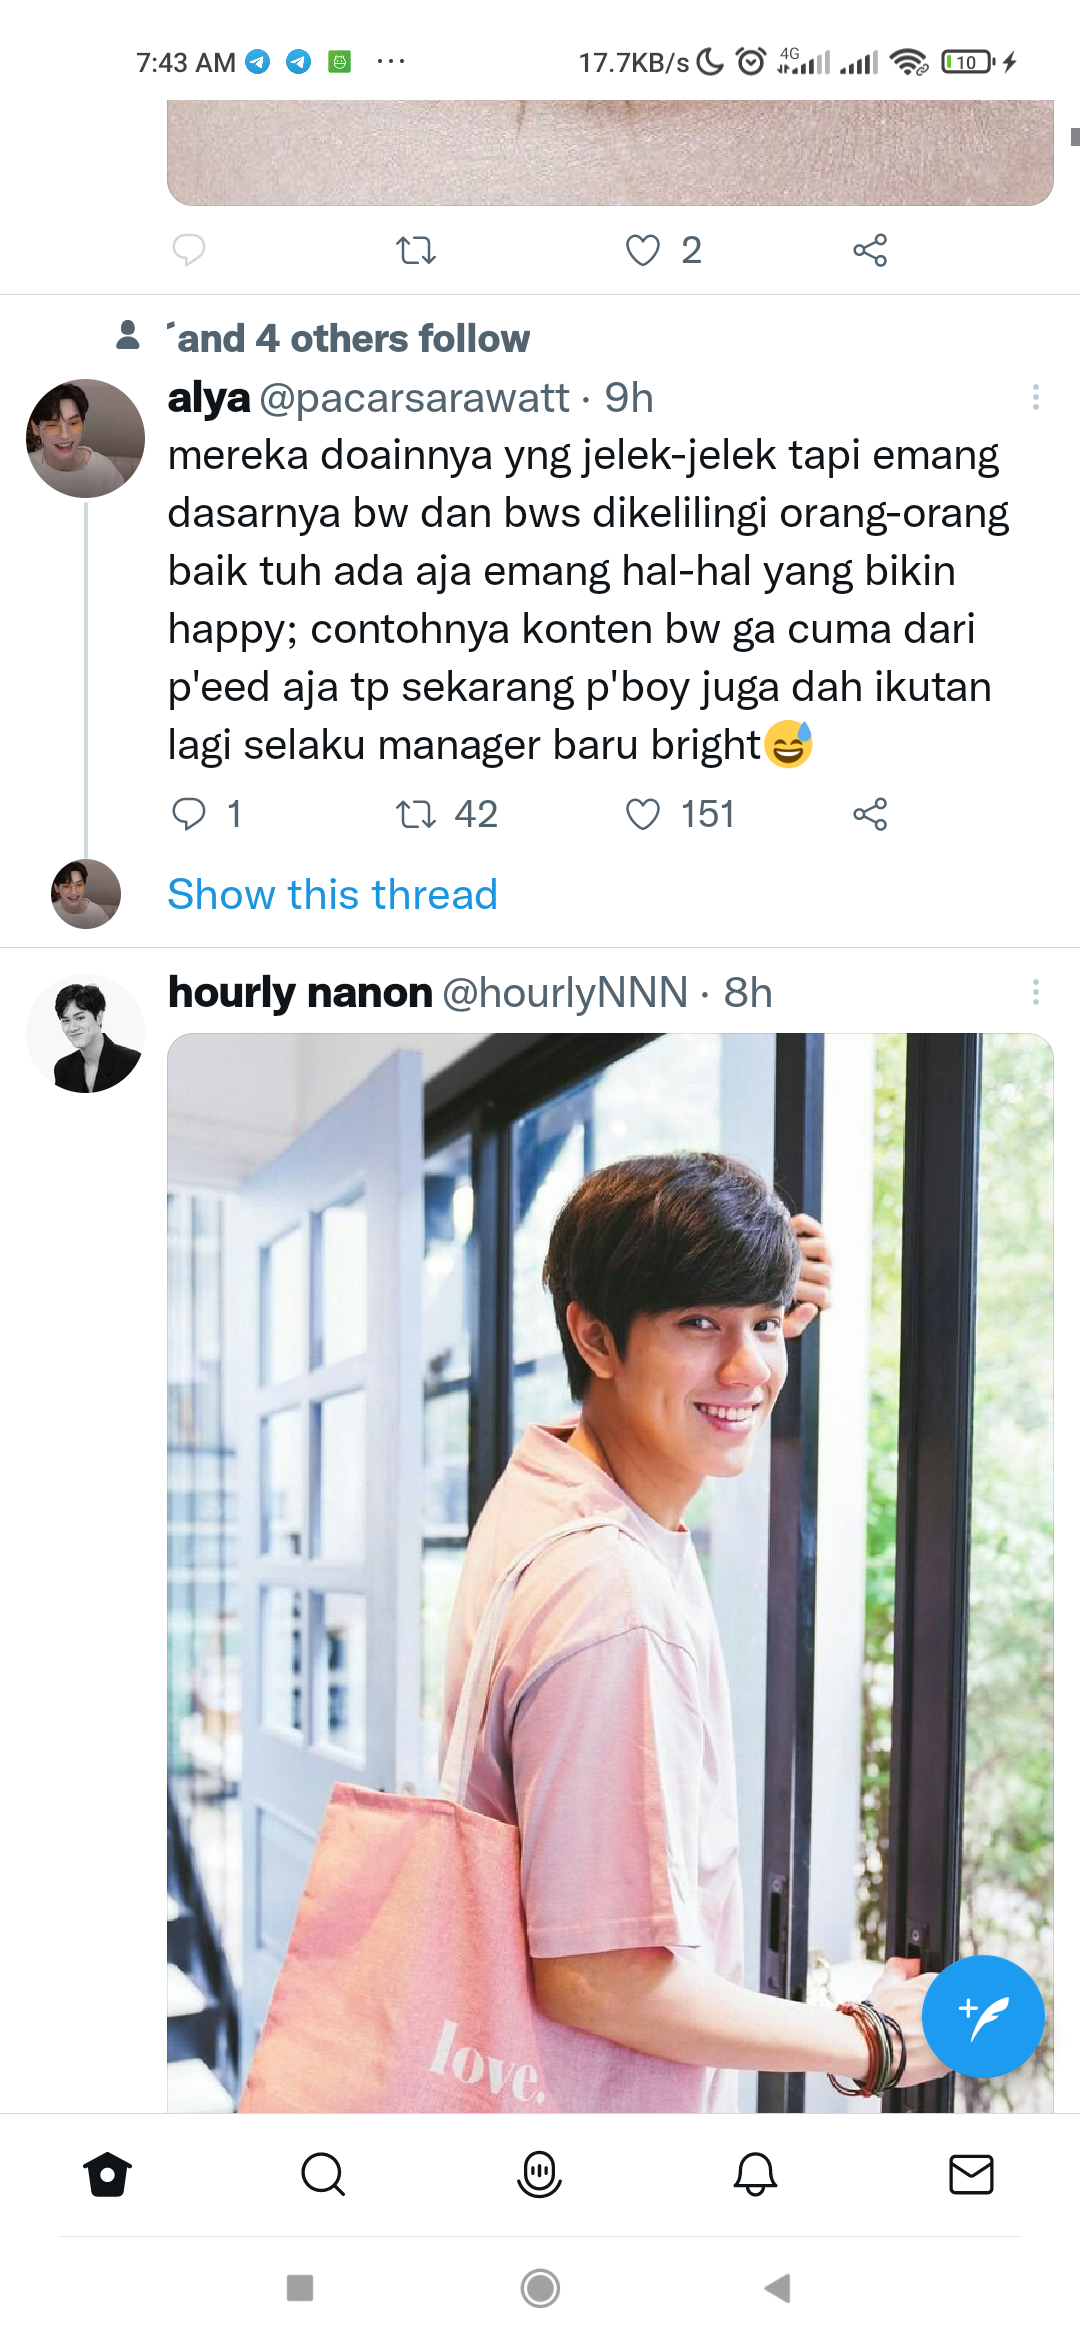 7:43 AM ... 17.7KB/s 4G 10
2
´and 4 others follow
alya @pacarsarawatt · 9h
mereka doainnya yng jelek-jelek tapi emang
dasarnya bw dan bws dikelilingi orang-orang
baik tuh ada aja emang hal-hal yang bikin
happy; contohnya konten bw ga cuma dari
p'eed aja tp sekarang p'boy juga dah ikutan
lagi selaku manager baru bright😅
1 42 151
Show this thread
hourly nanon @hourlyNNN · 8h
love.